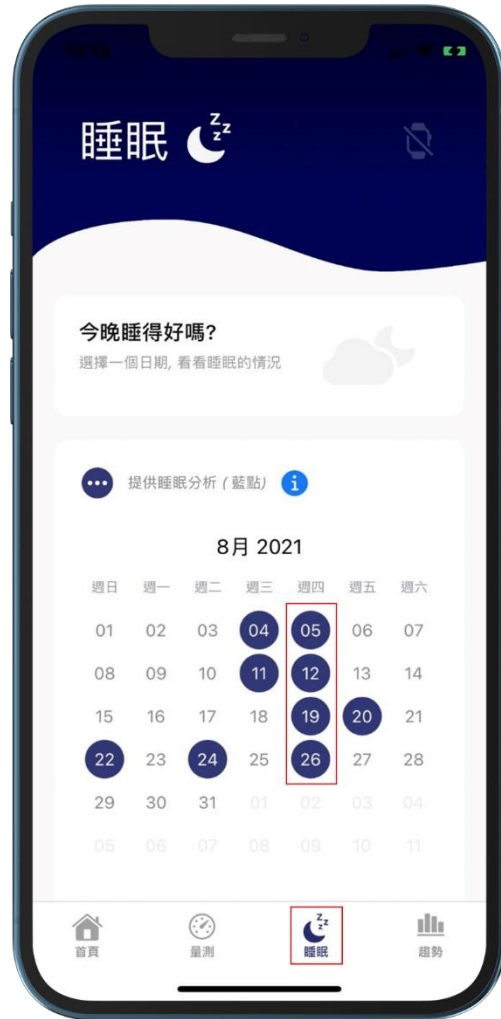 睡眠
今晚睡得好嗎?
選擇一個日期, 看看睡眠的情況
提供睡眠分析 ( 藍點)
8月 2021
週日 週一 週二 週三 週四 週五 週六
01 02 03 04 05 06 07
08 09 10 11 12 13 14
15 16 17 18 19 20 21
22 23 24 25 26 27 28
29 30 31 01 02 03 04
05 06 07 08 09 10 11
首頁 量測 睡眠 趨勢